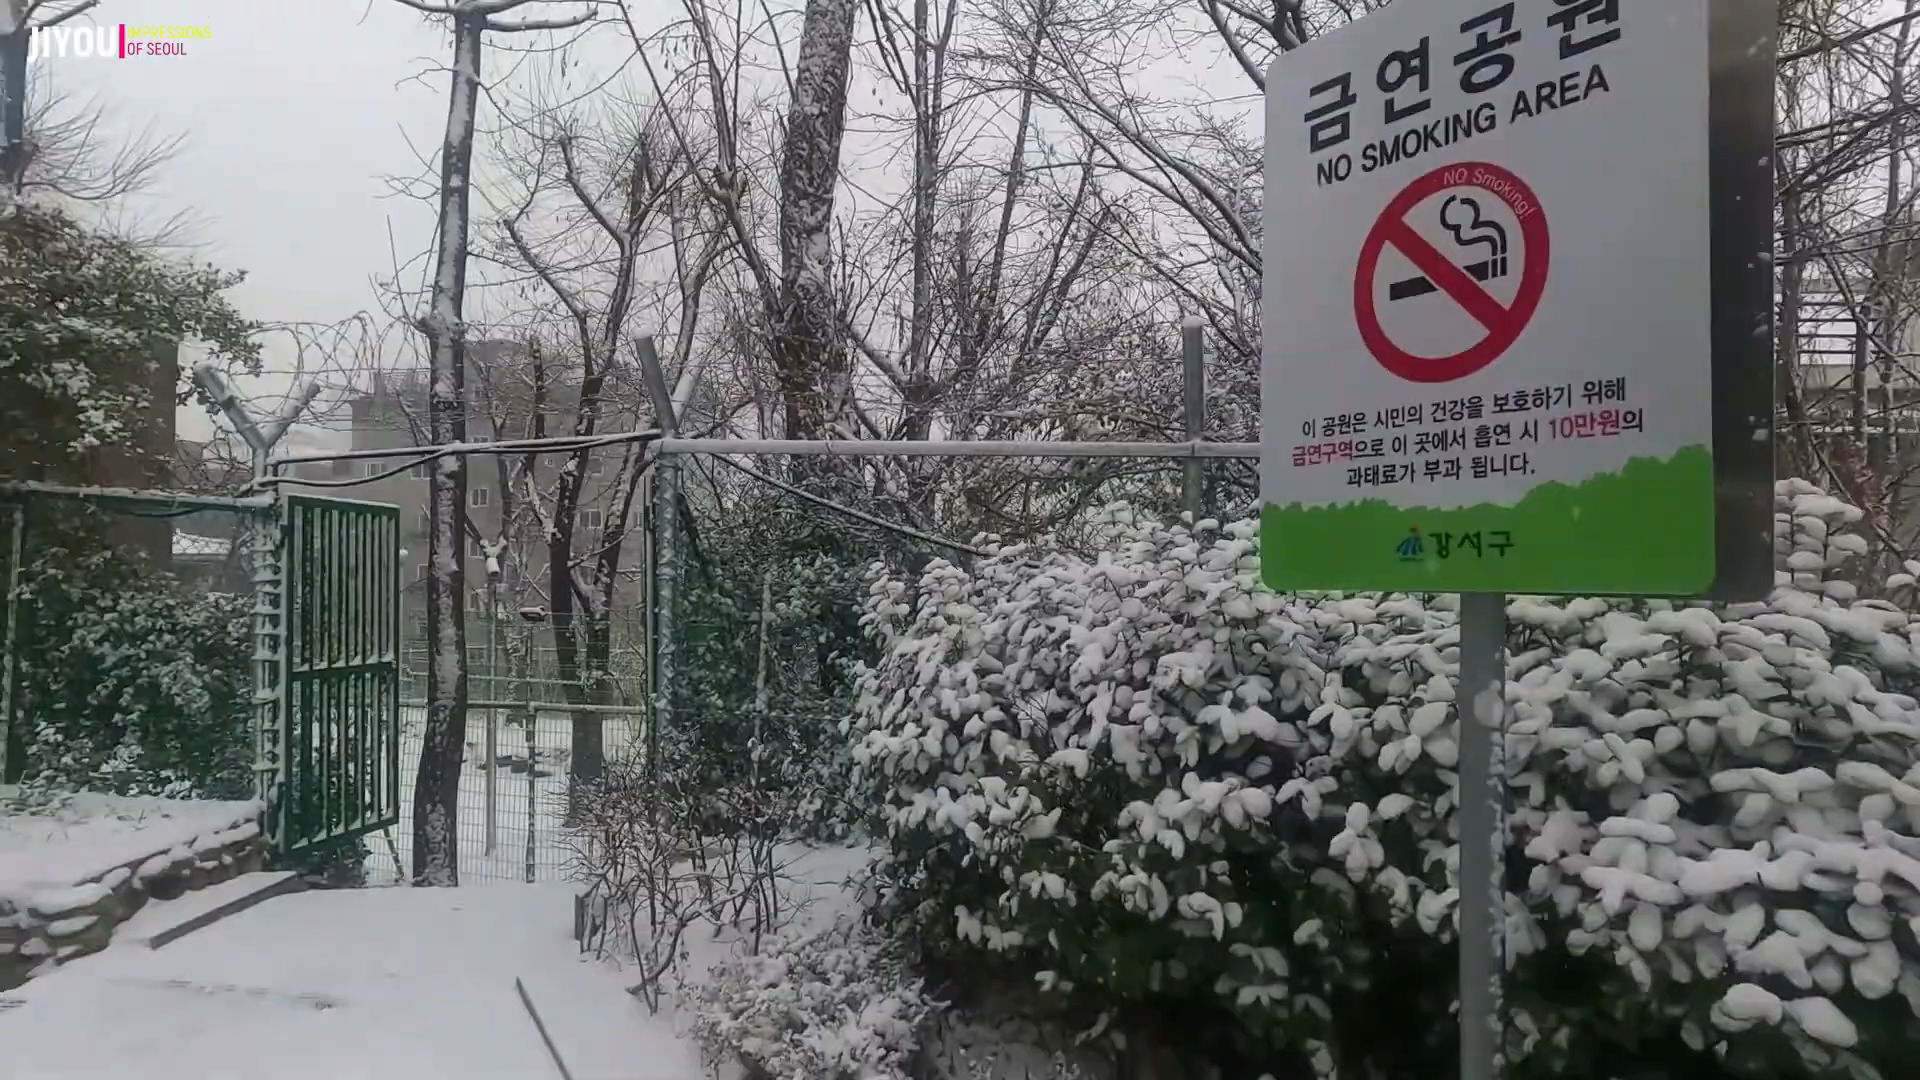 JIYOU
IMPRESSIONS
OF SEOUL
금연공원
NO SMOKING AREA
NO Smoking!
이 공원은 시민의 건강을 보호하기 위해
금연구역으로 이 곳에서 흡연 시 10만원의
과태료가 부과 됩니다.
강서구